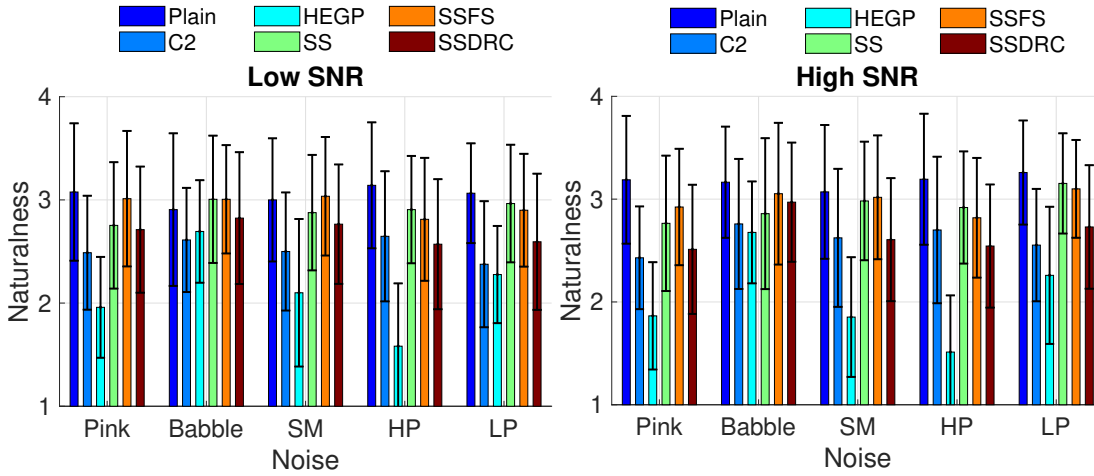 Plain HEGP SSFS
C2 SS SSDRC
Low SNR
4
3
2
1
Naturalness
Pink Babble SM HP LP
Noise
Plain HEGP SSFS
C2 SS SSDRC
High SNR
4
3
2
1
Naturalness
Pink Babble SM HP LP
Noise